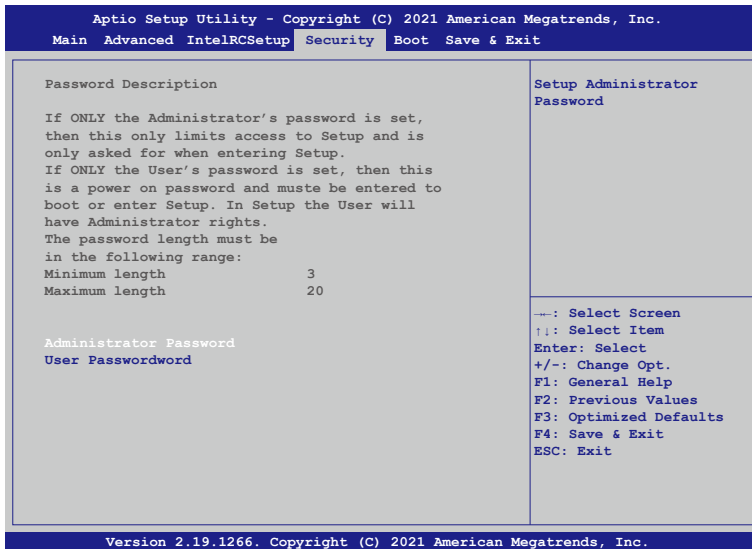 Aptio Setup Utility - Copyright (C) 2021 American Megatrends, Inc.
Main Advanced IntelRCSetup Security Boot Save & Exit
Password Description
If ONLY the Administrator's password is set,
then this only limits access to Setup and is
only asked for when entering Setup.
If ONLY the User's password is set, then this
is a power on password and muste be entered to
boot or enter Setup. In Setup the User will
have Administrator rights.
The password length must be
in the following range:
Minimum length 3
Maximum length 20
Administrator Password
User Passwordword
Setup Administrator
Password
→←: Select Screen
↑↓: Select Item
Enter: Select
+/-: Change Opt.
F1: General Help
F2: Previous Values
F3: Optimized Defaults
F4: Save & Exit
ESC: Exit
Version 2.19.1266. Copyright (C) 2021 American Megatrends, Inc.